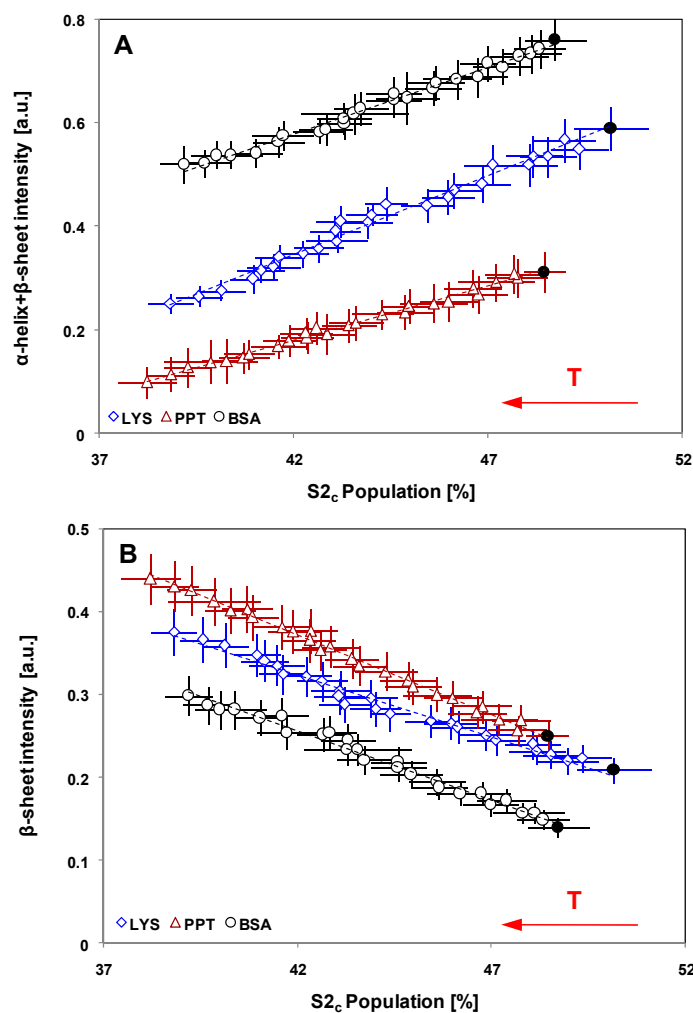 A
0.8
0.6
0.4
0.2
0
α-helix+β-sheet intensity [a.u.]
T
LYS PPT BSA
37 42 47 52
S2c Population [%]
B
0.5
0.4
0.3
0.2
0.1
0
β-sheet intensity [a.u.]
T
LYS PPT BSA
37 42 47 52
S2c Population [%]